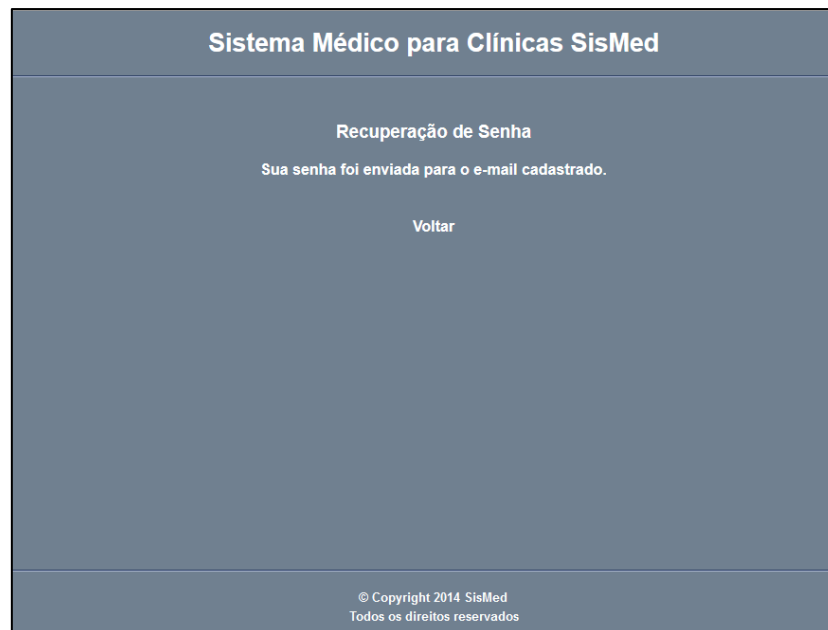 Sistema Médico para Clínicas SisMed
Recuperação de Senha
Sua senha foi enviada para o e-mail cadastrado.
Voltar
© Copyright 2014 SisMed
Todos os direitos reservados